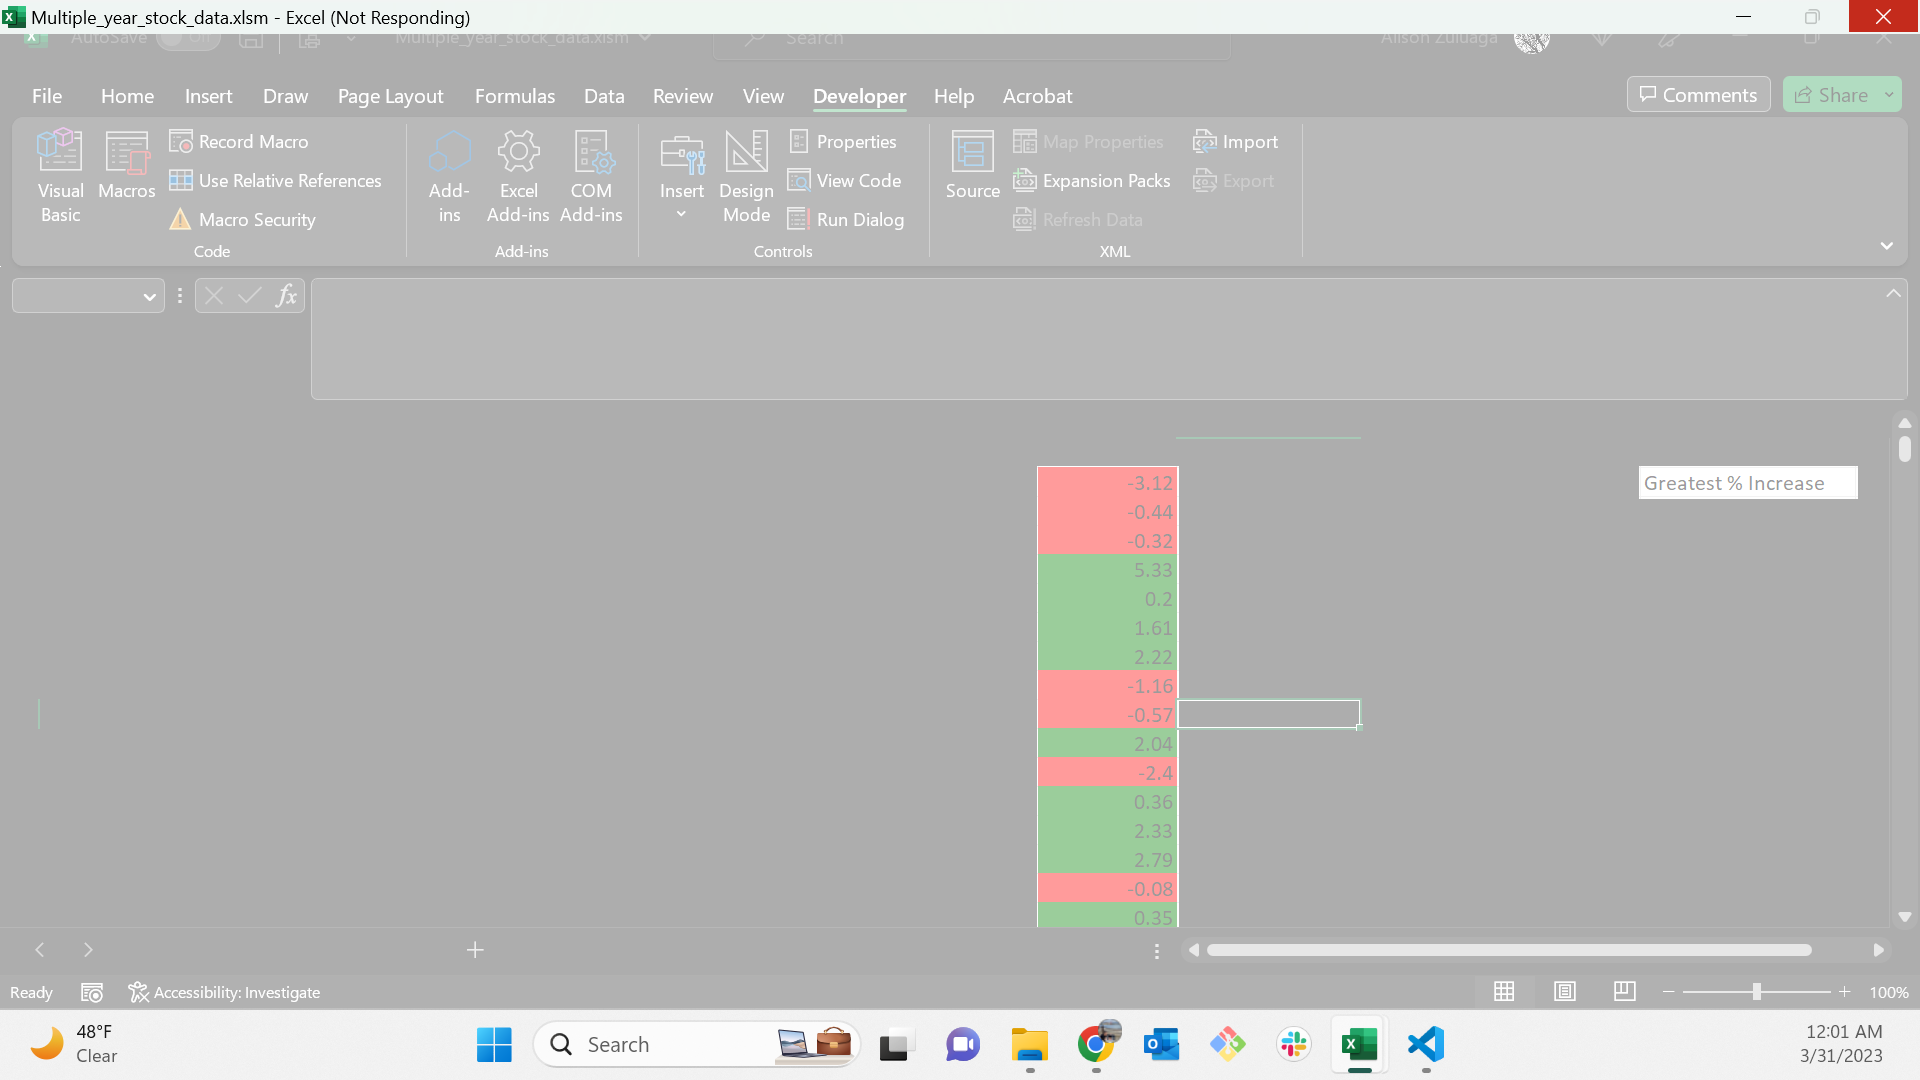 Multiple_year_stock_data.xlsm - Excel (Not Responding)
AutoSave Off Multiple_year_stock_data.xlsm Search Alison Zuluaga
File Home Insert Draw Page Layout Formulas Data Review View Developer Help Acrobat Comments Share
Visual Basic
Macros
Record Macro
Use Relative References
Macro Security
Code
Add-ins
Excel Add-ins
COM Add-ins
Add-ins
Insert
Design Mode
Properties
View Code
Run Dialog
Controls
Source
Map Properties
Expansion Packs
Refresh Data
Import
Export
XML
fx
-3.12
Greatest % Increase
-0.44
-0.32
5.33
0.2
1.61
2.22
-1.16
-0.57
2.04
-2.4
0.36
2.33
2.79
-0.08
0.35
Ready Accessibility: Investigate 100%
48°F
Clear
Search
12:01 AM
3/31/2023